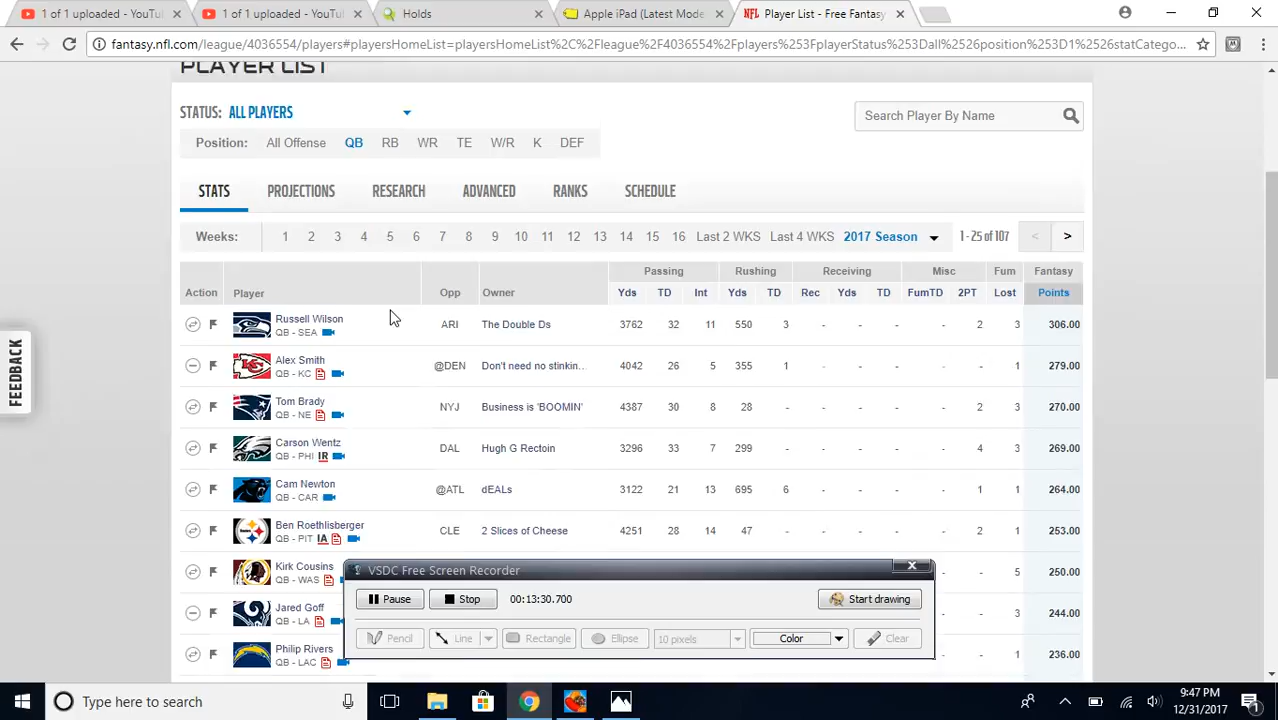 1 of 1 uploaded - YouTu
1 of 1 uploaded - YouTu
Holds
Apple iPad (Latest Mode
NFL Player List - Free Fantasy
fantasy.nfl.com/league/4036554/players#playersHomeList=playersHomeList%2C%2Fleague%2F4036554%2Fplayers%253FplayerStatus%253Dall%2526position%253D1%2526statCatego...
PLAYER LIST
STATUS: ALL PLAYERS
Search Player By Name
Position: All Offense QB RB WR TE W/R K DEF
STATS PROJECTIONS RESEARCH ADVANCED RANKS SCHEDULE
Weeks: 1 2 3 4 5 6 7 8 9 10 11 12 13 14 15 16 Last 2 WKS Last 4 WKS 2017 Season 1-25 of 107 < >
Passing Rushing Receiving Misc Fum Fantasy
Action Player Opp Owner Yds TD Int Yds TD Rec Yds TD FumTD 2PT Lost Points
Russell Wilson
QB - SEA
ARI The Double Ds 3762 32 11 550 3 - - - - 2 3 306.00
Alex Smith
QB - KC
@DEN Don't need no stinkin... 4042 26 5 355 1 - - - - - 1 279.00
Tom Brady
QB - NE
NYJ Business is 'BOOMIN' 4387 30 8 28 - - - - - 2 3 270.00
Carson Wentz
QB - PHI IR
DAL Hugh G Rectoin 3296 33 7 299 - - - - - 4 3 269.00
Cam Newton
QB - CAR
@ATL dEALs 3122 21 13 695 6 - - - - 1 1 264.00
Ben Roethlisberger
QB - PIT IA
CLE 2 Slices of Cheese 4251 28 14 47 - - - - - 2 1 253.00
Kirk Cousins
QB - WAS
5 250.00
Jared Goff
QB - LA
- 3 244.00
Philip Rivers
QB - LAC
- 1 236.00
FEEDBACK
VSDC Free Screen Recorder
x
Pause Stop 00:13:30.700 Start drawing
Pencil Line Rectangle Ellipse 10 pixels Color Clear
Type here to search
9:47 PM
12/31/2017
1